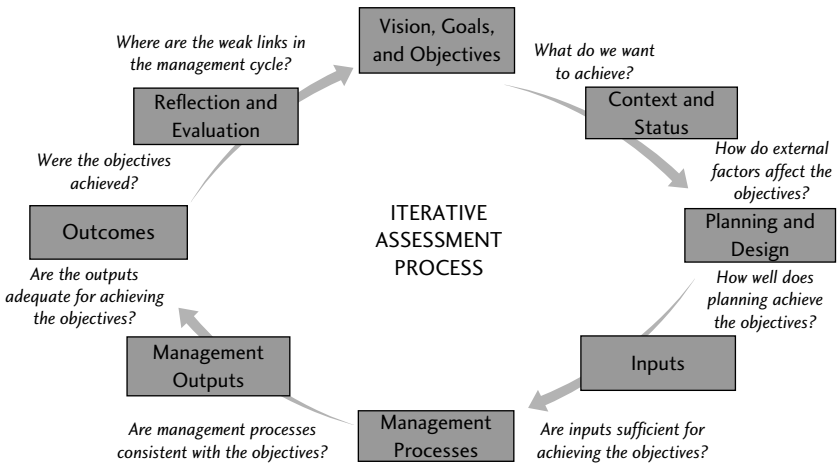 Vision, Goals,
and Objectives
What do we want
to achieve?
Context and
Status
How do external
factors affect the
objectives?
Planning and
Design
How well does
planning achieve
the objectives?
Inputs
Are inputs sufficient for
achieving the objectives?
Management
Processes
Are management processes
consistent with the objectives?
Management
Outputs
Are the outputs
adequate for achieving
the objectives?
Outcomes
Were the objectives
achieved?
Reflection and
Evaluation
Where are the weak links in
the management cycle?
ITERATIVE
ASSESSMENT
PROCESS